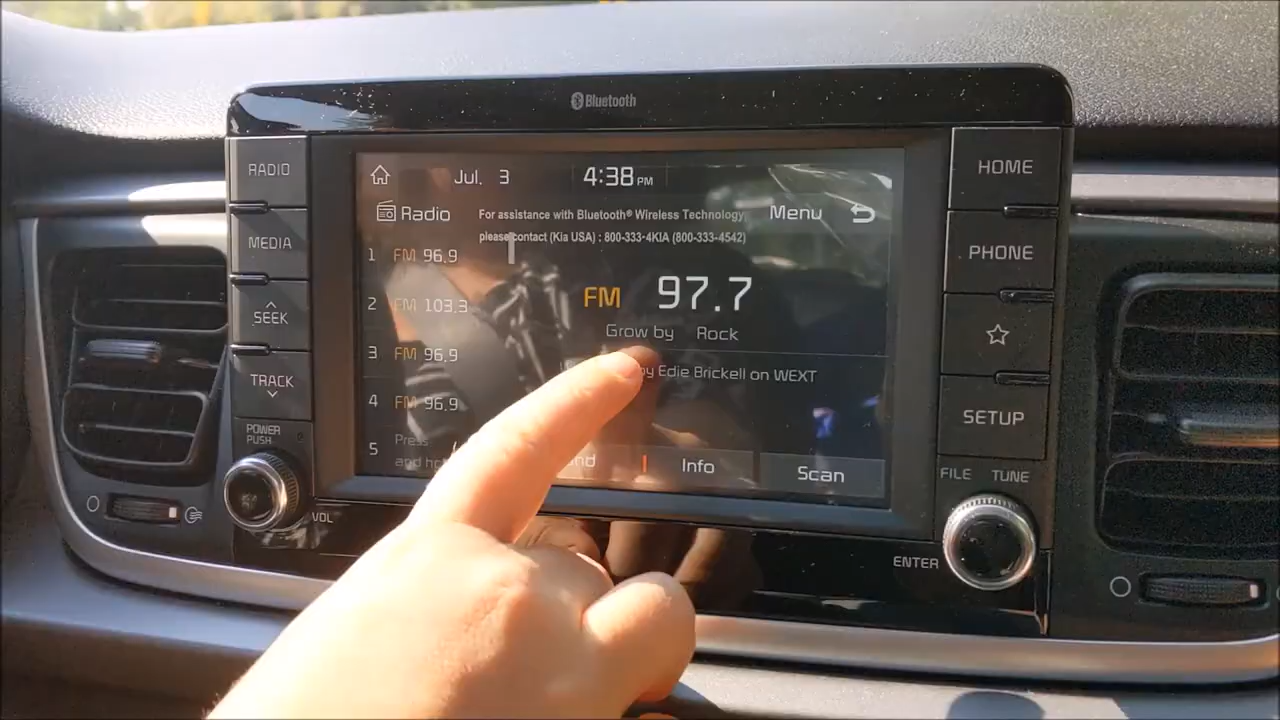 Bluetooth
RADIO
MEDIA
SEEK
TRACK
POWER
PUSH
VOL
Jul. 3 4:38 PM
Radio
For assistance with Bluetooth® Wireless Technology
please contact (Kia USA) : 800-333-4KIA (800-333-4542)
Menu
1 FM 96.9
2 FM 103.3
3 FM 96.9
4 FM 96.9
5 Press
and
FM 97.7
Grow by Rock
by Edie Brickell on WEXT
Info
Scan
HOME
PHONE
SETUP
FILE TUNE
ENTER